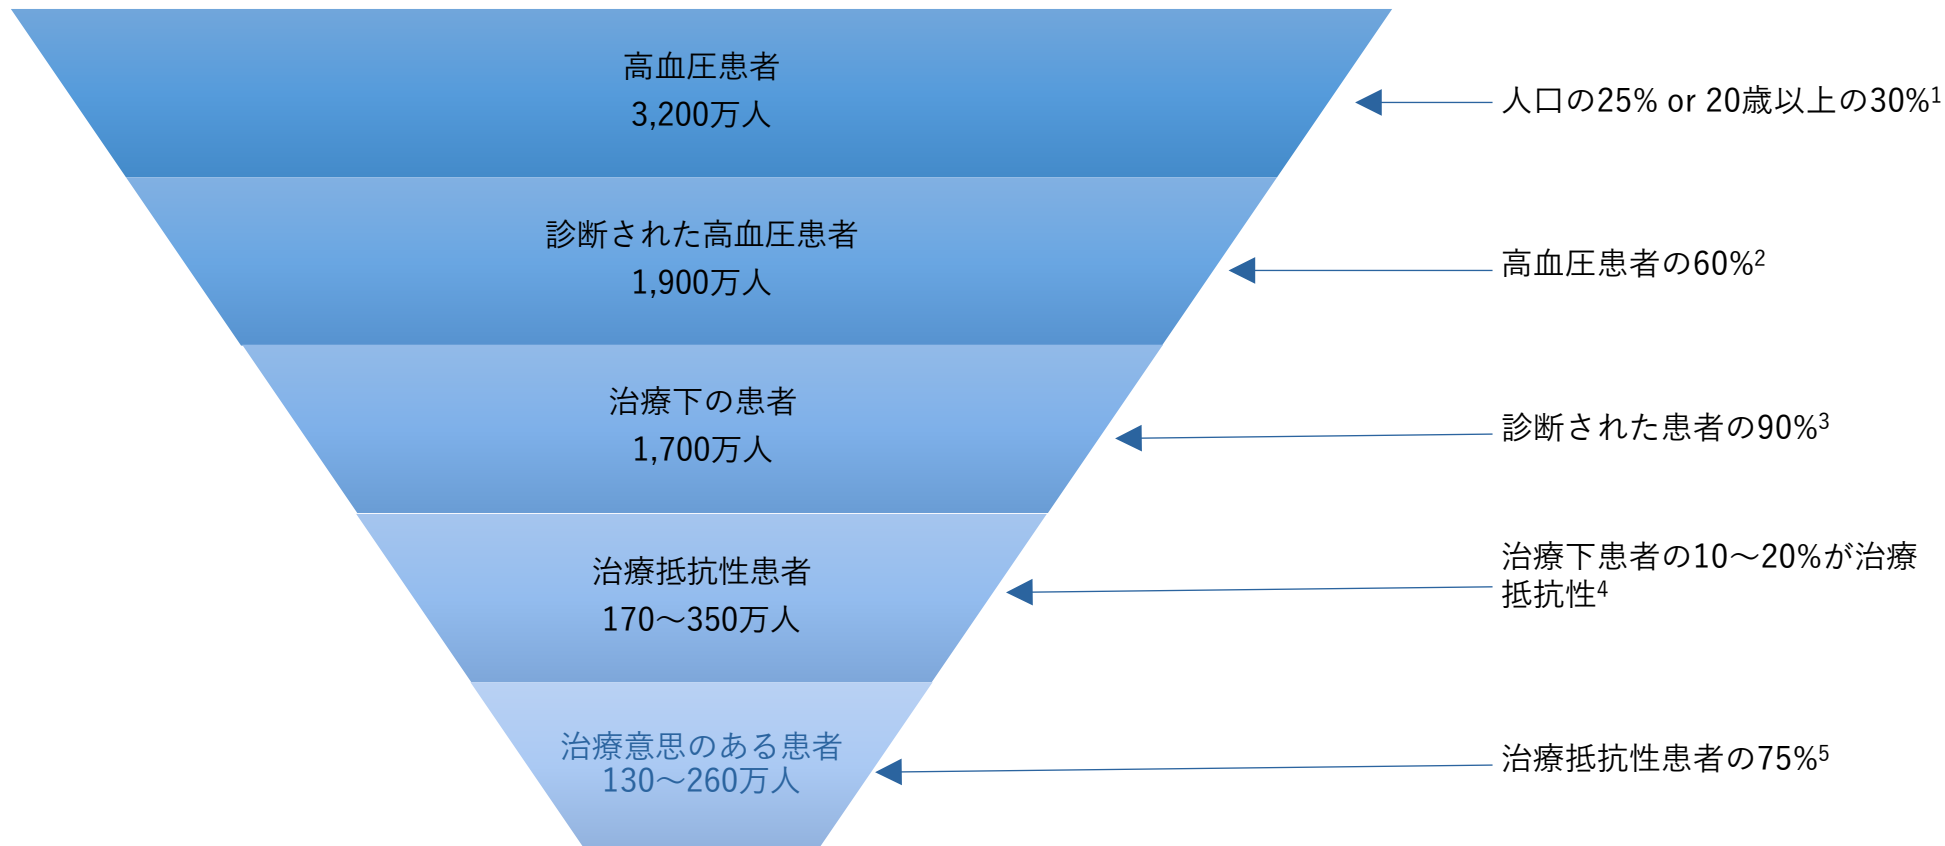 高血圧患者
3,200万人
人口の25% or 20歳以上の30%¹
診断された高血圧患者
1,900万人
高血圧患者の60%²
治療下の患者
1,700万人
診断された患者の90%³
治療抵抗性患者
170～350万人
治療下患者の10～20%が治療
抵抗性⁴
治療意思のある患者
130～260万人
治療抵抗性患者の75%⁵